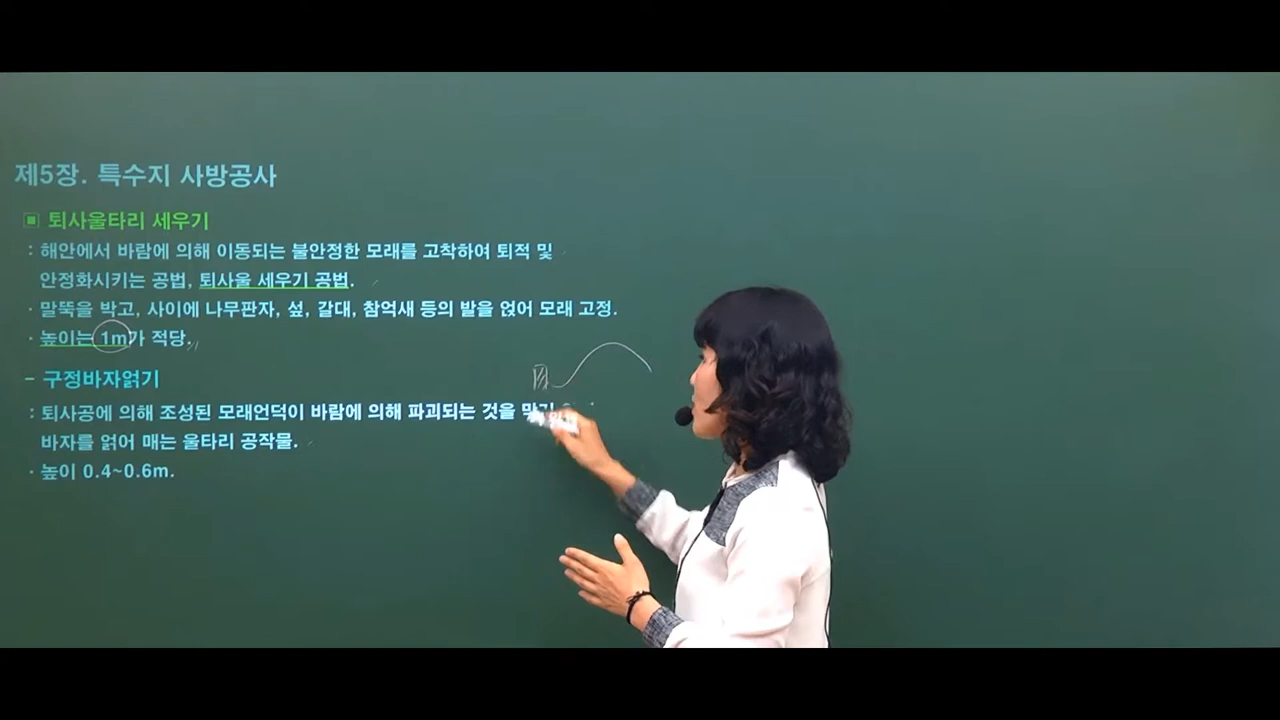 제5장. 특수지 사방공사
▣ 퇴사울타리 세우기
: 해안에서 바람에 의해 이동되는 불안정한 모래를 고착하여 퇴적 및
안정화시키는 공법, 퇴사울 세우기 공법.
· 말뚝을 박고, 사이에 나무판자, 섶, 갈대, 참억새 등의 발을 얹어 모래 고정.
· 높이는 1m가 적당.
- 구정바자얽기
: 퇴사공에 의해 조성된 모래언덕이 바람에 의해 파괴되는 것을
바자를 얽어 매는 울타리 공작물.
· 높이 0.4~0.6m.